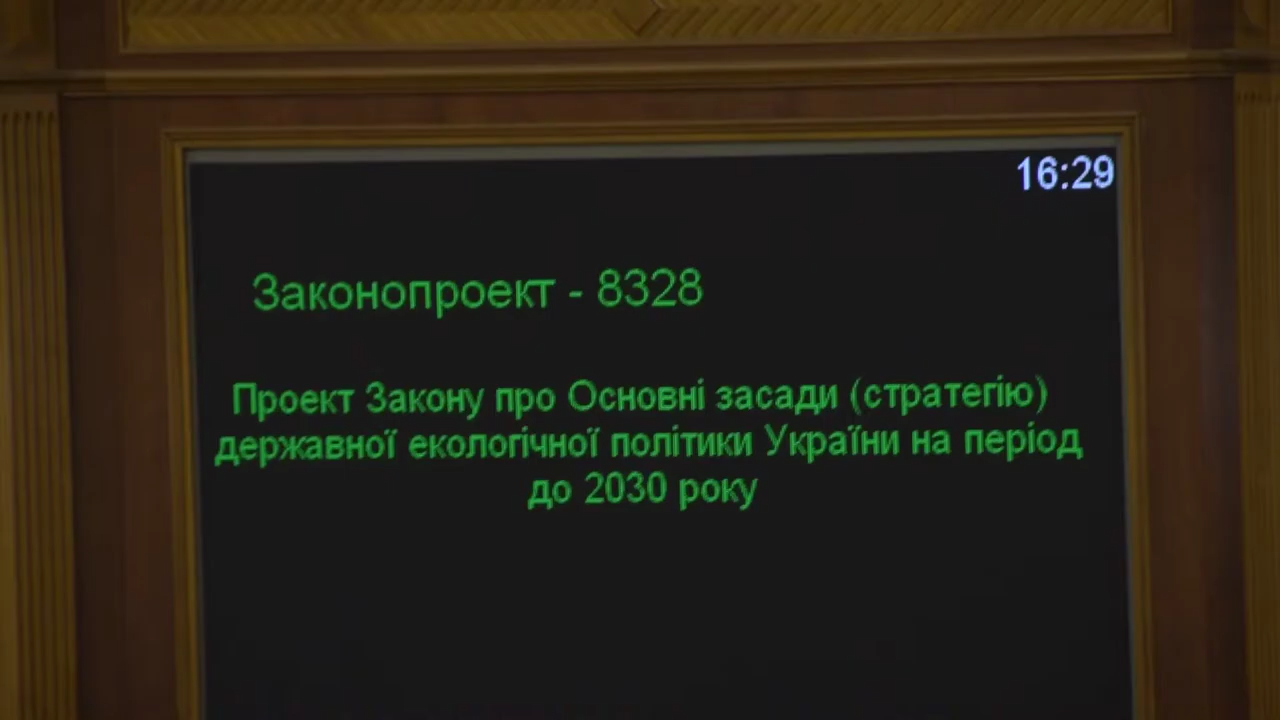 16:29
Законопроект - 8328
Проект Закону про Основні засади (стратегію)
державної екологічної політики України на період
до 2030 року